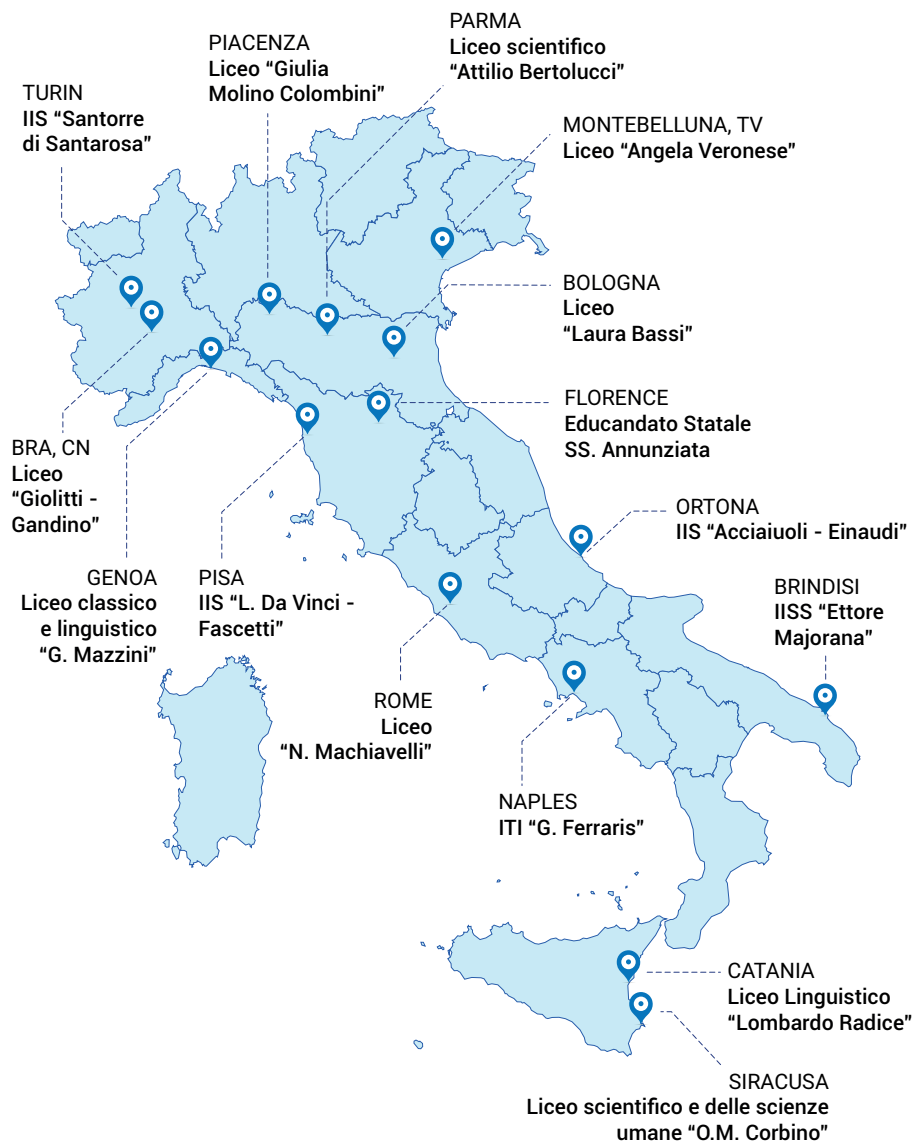 PARMA
Liceo scientifico
"Attilio Bertolucci"
PIACENZA
Liceo "Giulia
Molino Colombini"
TURIN
IIS "Santorre
di Santarosa"
MONTEBELLUNA, TV
Liceo "Angela Veronese"
BOLOGNA
Liceo
"Laura Bassi"
FLORENCE
Educandato Statale
SS. Annunziata
BRA, CN
Liceo
"Giolitti -
Gandino"
ORTONA
IIS "Acciaiuoli - Einaudi"
GENOA
Liceo classico
e linguistico
"G. Mazzini"
PISA
IIS "L. Da Vinci -
Fascetti"
BRINDISI
IISS "Ettore
Majorana"
ROME
Liceo
"N. Machiavelli"
NAPLES
ITI "G. Ferraris"
CATANIA
Liceo Linguistico
"Lombardo Radice"
SIRACUSA
Liceo scientifico e delle scienze
umane "O.M. Corbino"